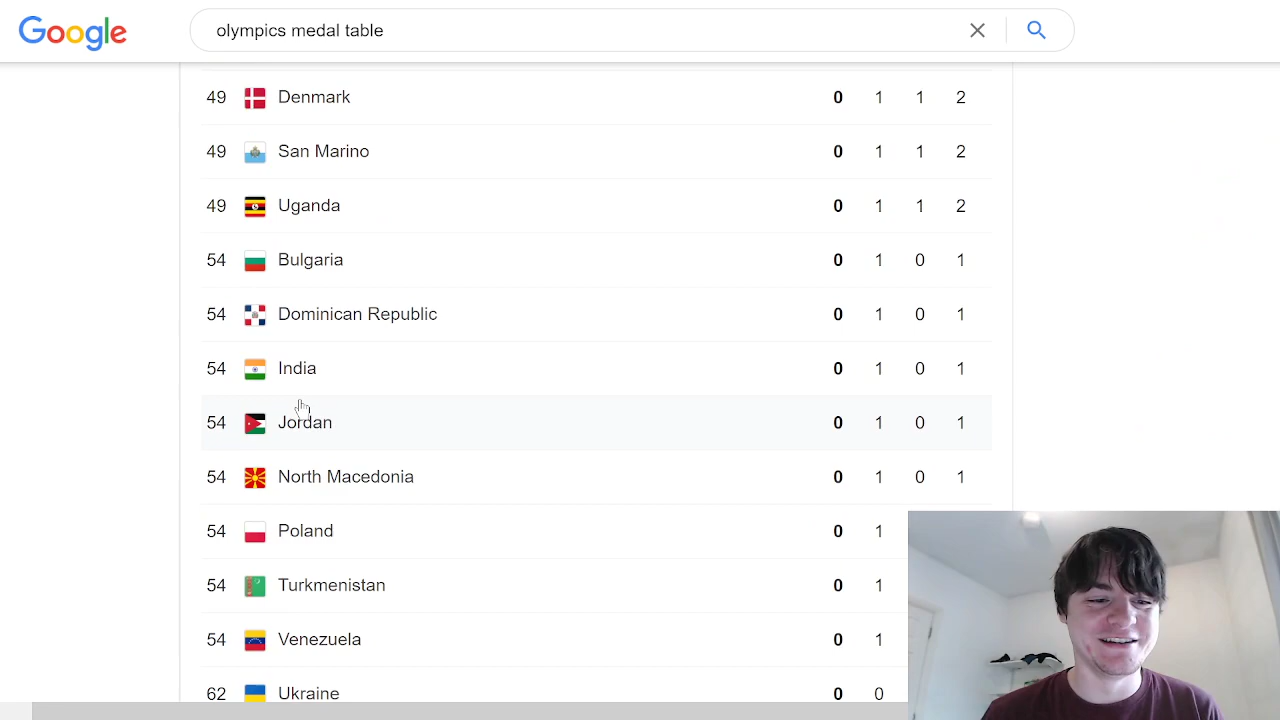 Google olympics medal table
49 Denmark 0 1 1 2
49 San Marino 0 1 1 2
49 Uganda 0 1 1 2
54 Bulgaria 0 1 0 1
54 Dominican Republic 0 1 0 1
54 India 0 1 0 1
54 Jordan 0 1 0 1
54 North Macedonia 0 1 0 1
54 Poland 0 1
54 Turkmenistan 0 1
54 Venezuela 0 1
62 Ukraine 0 0